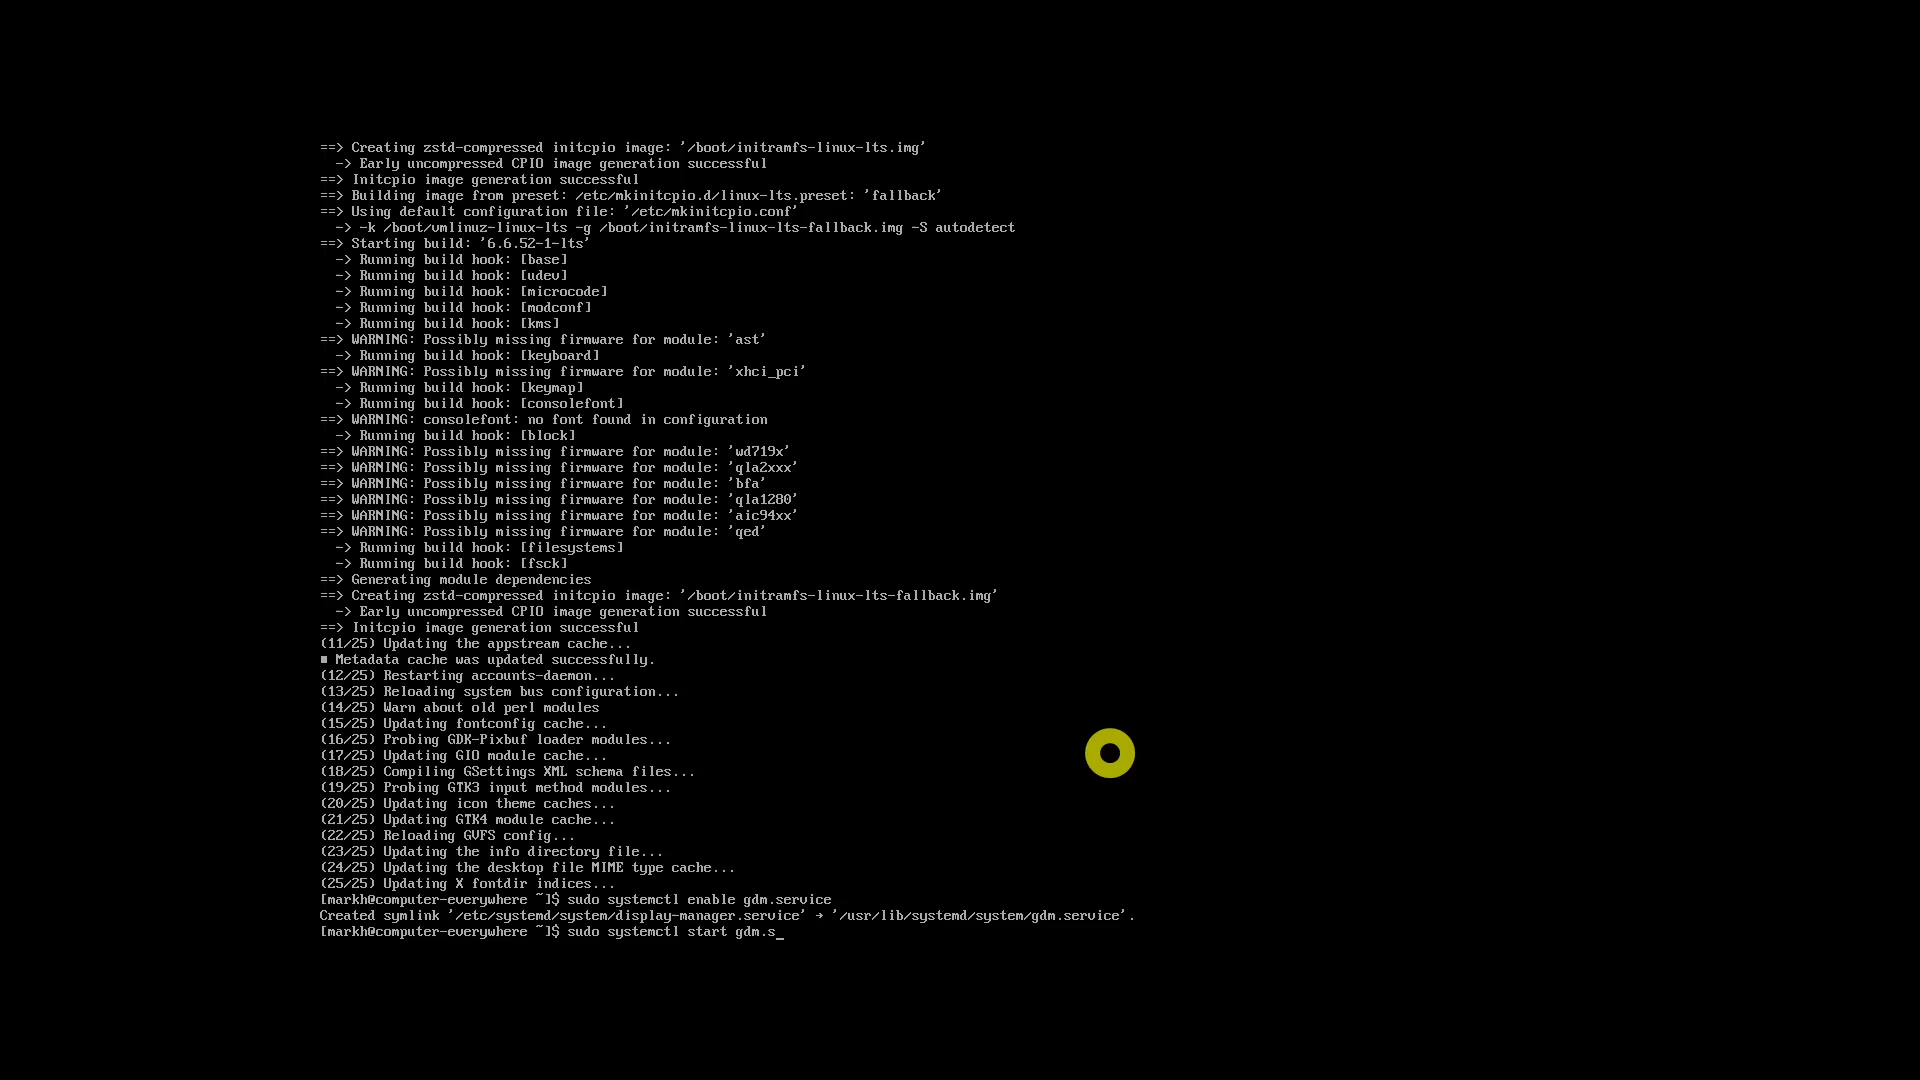 ==> Creating zstd-compressed initcpio image: '/boot/initramfs-linux-lts.img'
  -> Early uncompressed CPIO image generation successful
==> Initcpio image generation successful
==> Building image from preset: /etc/mkinitcpio.d/linux-lts.preset: 'fallback'
==> Using default configuration file: '/etc/mkinitcpio.conf'
  -> -k /boot/vmlinuz-linux-lts -g /boot/initramfs-linux-lts-fallback.img -S autodetect
==> Starting build: '6.6.52-1-lts'
  -> Running build hook: [base]
  -> Running build hook: [udev]
  -> Running build hook: [microcode]
  -> Running build hook: [modconf]
  -> Running build hook: [kms]
==> WARNING: Possibly missing firmware for module: 'ast'
  -> Running build hook: [keyboard]
==> WARNING: Possibly missing firmware for module: 'xhci_pci'
  -> Running build hook: [keymap]
  -> Running build hook: [consolefont]
==> WARNING: consolefont: no font found in configuration
  -> Running build hook: [block]
==> WARNING: Possibly missing firmware for module: 'wd719x'
==> WARNING: Possibly missing firmware for module: 'qla2xxx'
==> WARNING: Possibly missing firmware for module: 'bfa'
==> WARNING: Possibly missing firmware for module: 'qla1280'
==> WARNING: Possibly missing firmware for module: 'aic94xx'
==> WARNING: Possibly missing firmware for module: 'qed'
  -> Running build hook: [filesystems]
  -> Running build hook: [fsck]
==> Generating module dependencies
==> Creating zstd-compressed initcpio image: '/boot/initramfs-linux-lts-fallback.img'
  -> Early uncompressed CPIO image generation successful
==> Initcpio image generation successful
(11/25) Updating the appstream cache...
■ Metadata cache was updated successfully.
(12/25) Restarting accounts-daemon...
(13/25) Reloading system bus configuration...
(14/25) Warn about old perl modules
(15/25) Updating fontconfig cache...
(16/25) Probing GDK-Pixbuf loader modules...
(17/25) Updating GIO module cache...
(18/25) Compiling GSettings XML schema files...
(19/25) Probing GTK3 input method modules...
(20/25) Updating icon theme caches...
(21/25) Updating GTK4 module cache...
(22/25) Reloading GVFS config...
(23/25) Updating the info directory file...
(24/25) Updating the desktop file MIME type cache...
(25/25) Updating X fontdir indices...
[markh@computer-everywhere ~]$ sudo systemctl enable gdm.service
Created symlink '/etc/systemd/system/display-manager.service' → '/usr/lib/systemd/system/gdm.service'.
[markh@computer-everywhere ~]$ sudo systemctl start gdm.s_